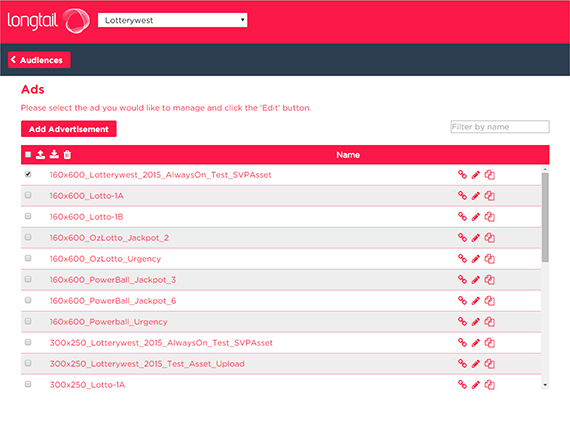 longtail
Lotterywest
Audiences
Ads
Please select the ad you would like to manage and click the 'Edit' button.
Add Advertisement
Filter by name
Name
160x600_Lotterywest_2015_AlwaysOn_Test_SVPAsset
160x600_Lotto-1A
160x600_Lotto-1B
160x600_OzLotto_Jackpot_2
160x600_OzLotto_Urgency
160x600_PowerBall_Jackpot_3
160x600_PowerBall_Jackpot_6
160x600_Powerball_Urgency
300x250_Lotterywest_2015_AlwaysOn_Test_SVPAsset
300x250_Lotterywest_2015_Test_Asset_Upload
300x250_Lotto-1A